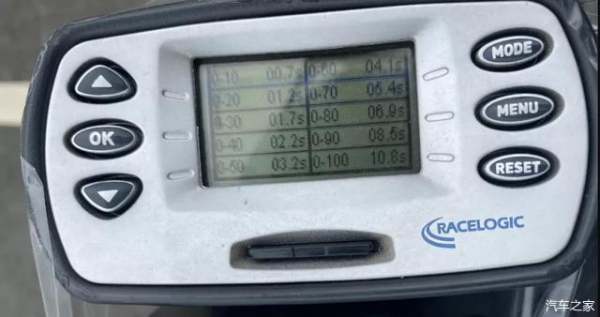 MODE
MENU
RESET
OK
0-10 00.7s 0-60 04.1s
0-20 01.2s 0-70 05.4s
0-30 01.7s 0-80 06.9s
0-40 02.2s 0-90 08.5s
0-50 03.2s 0-100 10.8s
RACELOGIC
汽车之家